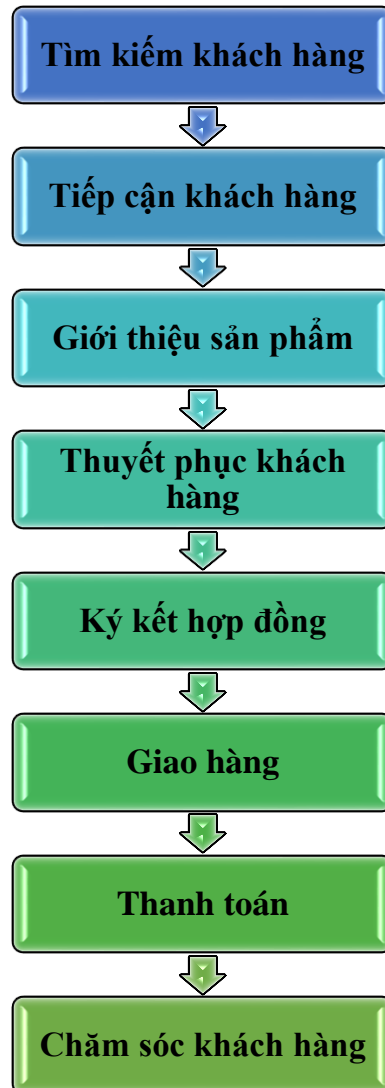 Tìm kiếm khách hàng
Tiếp cận khách hàng
Giới thiệu sản phẩm
Thuyết phục khách
hàng
Ký kết hợp đồng
Giao hàng
Thanh toán
Chăm sóc khách hàng